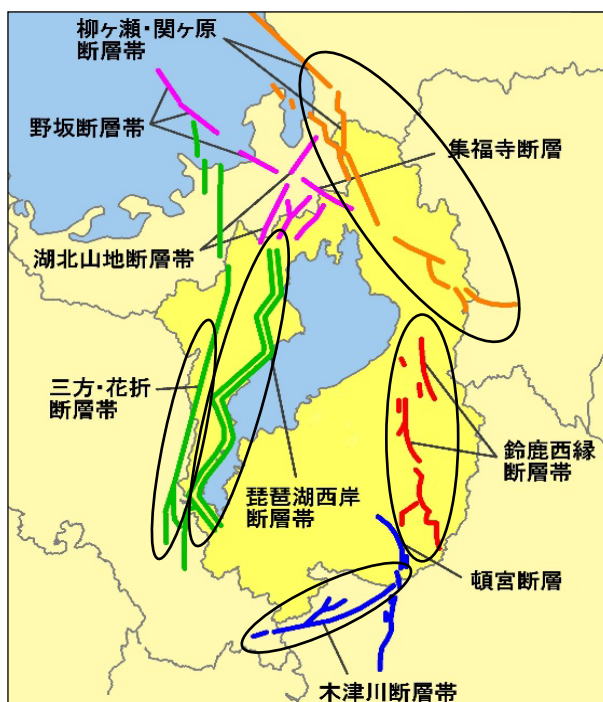 柳ヶ瀬・関ヶ原
断層帯
野坂断層帯
集福寺断層
湖北山地断層帯
三方・花折
断層帯
鈴鹿西縁
断層帯
琵琶湖西岸
断層帯
頓宮断層
木津川断層帯